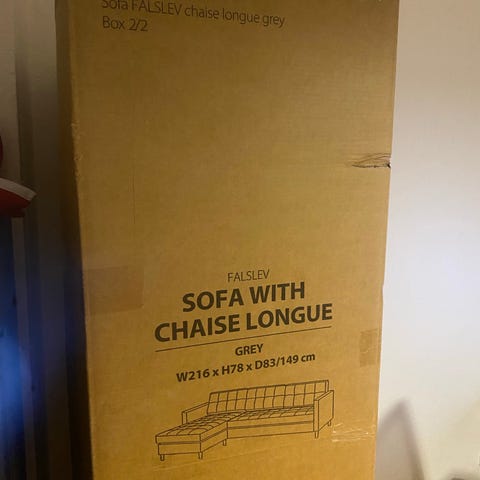 Sofa FALSLEV chaise longue grey
Box 2/2
FALSLEV
SOFA WITH
CHAISE LONGUE
GREY
W216 x H78 x D83/149 cm